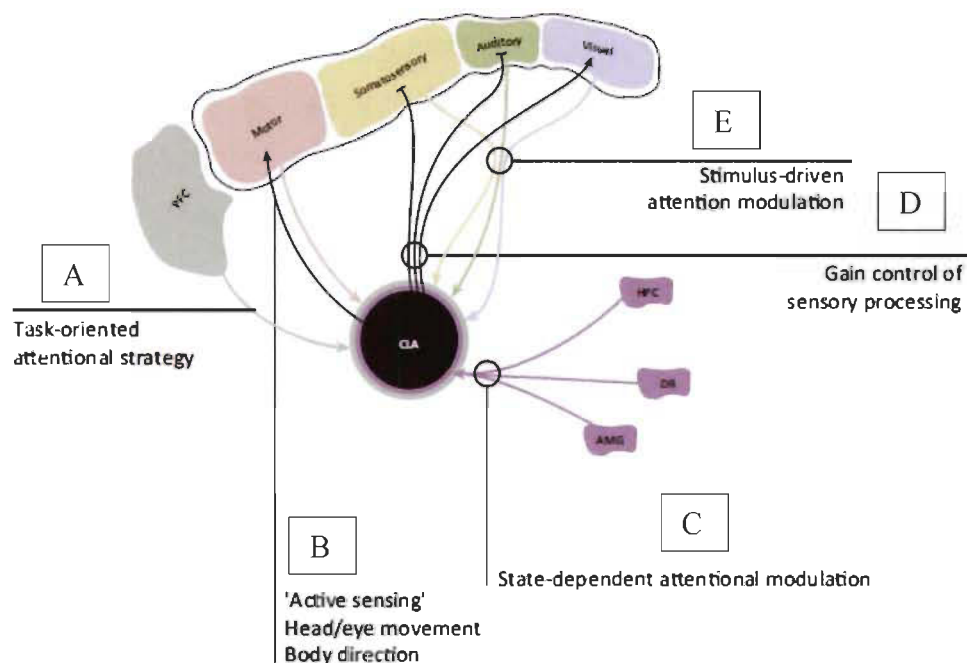 Auditory
Visual
Somatosensory
Motor
PFC
E
Stimulus-driven
attention modulation
D
Gain control of
sensory processing
A
Task-oriented
attentional strategy
CLA
HPC
DR
AMG
C
State-dependent attentional modulation
B
'Active sensing'
Head/eye movement
Body direction